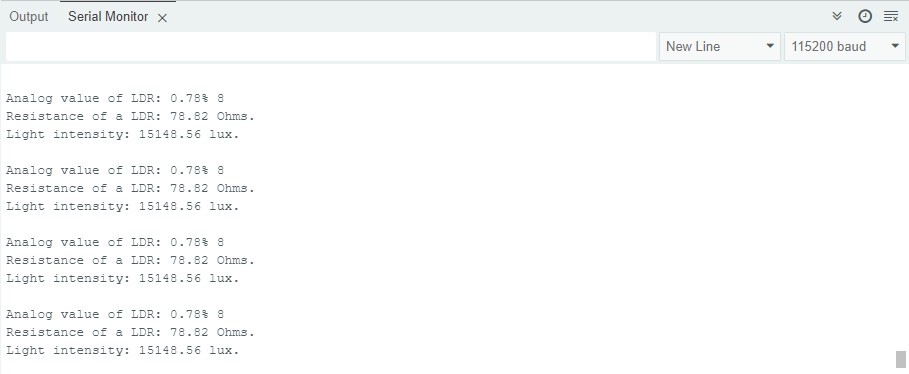 Output
Serial Monitor
New Line
115200 baud
Analog value of LDR: 0.78% 8
Resistance of a LDR: 78.82 Ohms.
Light intensity: 15148.56 lux.
Analog value of LDR: 0.78% 8
Resistance of a LDR: 78.82 Ohms.
Light intensity: 15148.56 lux.
Analog value of LDR: 0.78% 8
Resistance of a LDR: 78.82 Ohms.
Light intensity: 15148.56 lux.
Analog value of LDR: 0.78% 8
Resistance of a LDR: 78.82 Ohms.
Light intensity: 15148.56 lux.